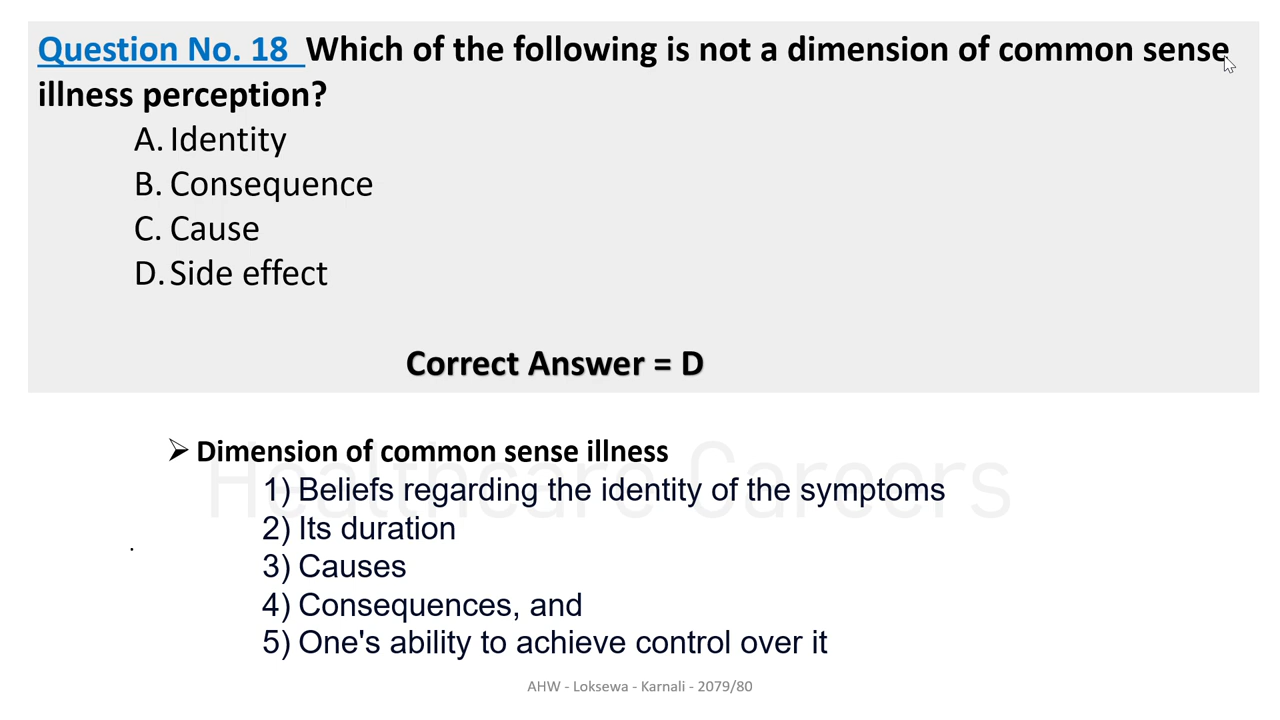 Question No. 18 Which of the following is not a dimension of common sense
illness perception?
A. Identity
B. Consequence
C. Cause
D. Side effect
Correct Answer = D
Healthcare Careers
➢ Dimension of common sense illness
1) Beliefs regarding the identity of the symptoms
2) Its duration
3) Causes
4) Consequences, and
5) One's ability to achieve control over it
AHW - Loksewa - Karnali - 2079/80